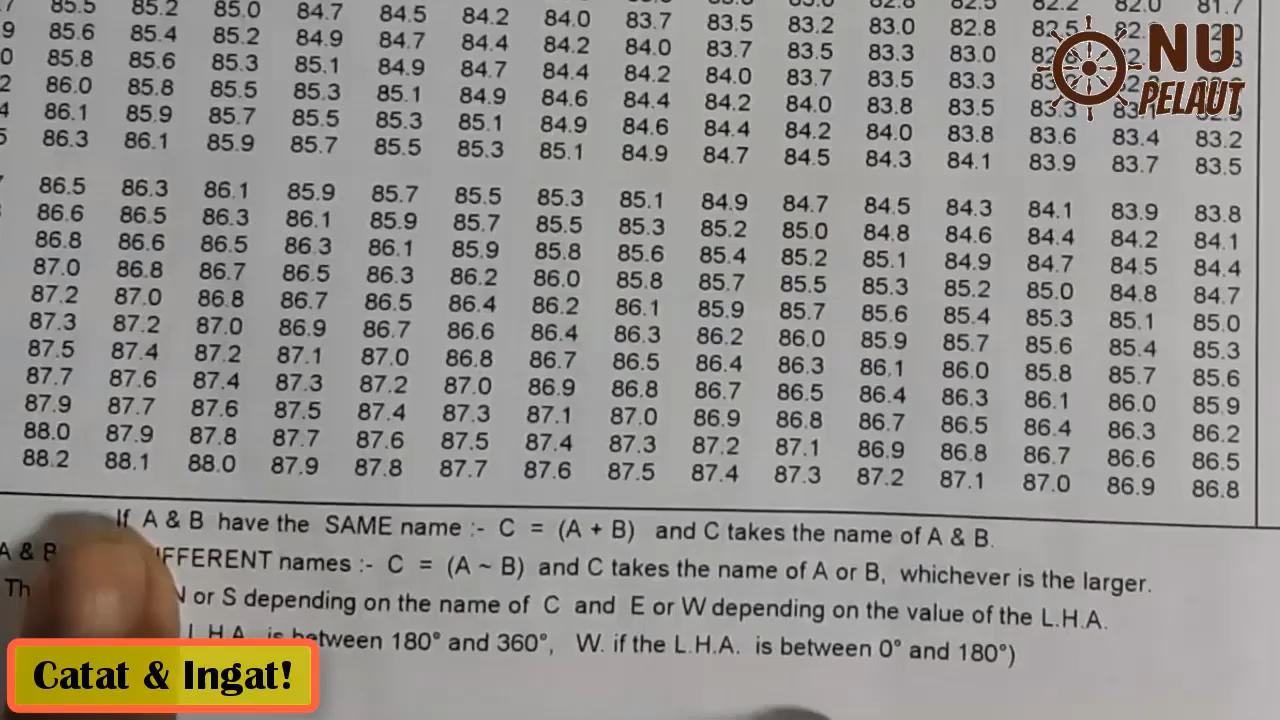 85.5 85.2 85.0 84.7 84.5 84.2 84.0 83.7 83.5 83.2 83.0 82.8 82.5
85.6 85.4 85.2 84.9 84.7 84.4 84.2 84.0 83.7 83.5 83.3 83.0
85.8 85.6 85.3 85.1 84.9 84.7 84.4 84.2 84.0 83.7 83.5 83.3
86.0 85.8 85.5 85.3 85.1 84.9 84.6 84.4 84.2 84.0 83.8 83.5 83.3
86.1 85.9 85.7 85.5 85.3 85.1 84.9 84.6 84.4 84.2 84.0 83.8 83.6 83.4 83.2
86.3 86.1 85.9 85.7 85.5 85.3 85.1 84.9 84.7 84.5 84.3 84.1 83.9 83.7 83.5
86.5 86.3 86.1 85.9 85.7 85.5 85.3 85.1 84.9 84.7 84.5 84.3 84.1 83.9 83.8
86.6 86.5 86.3 86.1 85.9 85.7 85.5 85.3 85.2 85.0 84.8 84.6 84.4 84.2 84.1
86.8 86.6 86.5 86.3 86.1 85.9 85.8 85.6 85.4 85.2 85.1 84.9 84.7 84.5 84.4
87.0 86.8 86.7 86.5 86.3 86.2 86.0 85.8 85.7 85.5 85.3 85.2 85.0 84.8 84.7
87.2 87.0 86.8 86.7 86.5 86.4 86.2 86.1 85.9 85.7 85.6 85.4 85.3 85.1 85.0
87.3 87.2 87.0 86.9 86.7 86.6 86.4 86.3 86.2 86.0 85.9 85.7 85.6 85.4 85.3
87.5 87.4 87.2 87.1 87.0 86.8 86.7 86.5 86.4 86.3 86.1 86.0 85.8 85.7 85.6
87.7 87.6 87.4 87.3 87.2 87.0 86.9 86.8 86.7 86.5 86.4 86.3 86.1 86.0 85.9
87.9 87.7 87.6 87.5 87.4 87.3 87.1 87.0 86.9 86.8 86.7 86.5 86.4 86.3 86.2
88.0 87.9 87.8 87.7 87.6 87.5 87.4 87.3 87.2 87.1 86.9 86.8 86.7 86.6 86.5
88.2 88.1 88.0 87.9 87.8 87.7 87.6 87.5 87.4 87.3 87.2 87.1 87.0 86.9 86.8
If A & B have the SAME name :- C = (A + B) and C takes the name of A & B.
A & B IFFERENT names :- C = (A ~ B) and C takes the name of A or B, whichever is the larger.
Th N or S depending on the name of C and E or W depending on the value of the L.H.A.
L.H.A. is between 180° and 360°, W. if the L.H.A. is between 0° and 180°)
NU
PELAUT
Catat & Ingat!